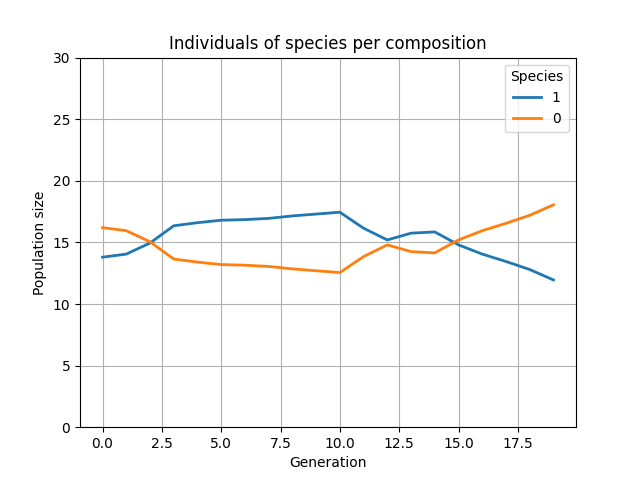 Individuals of species per composition
Species
1
0
Population size
30
25
20
15
10
5
0
0.0 2.5 5.0 7.5 10.0 12.5 15.0 17.5
Generation